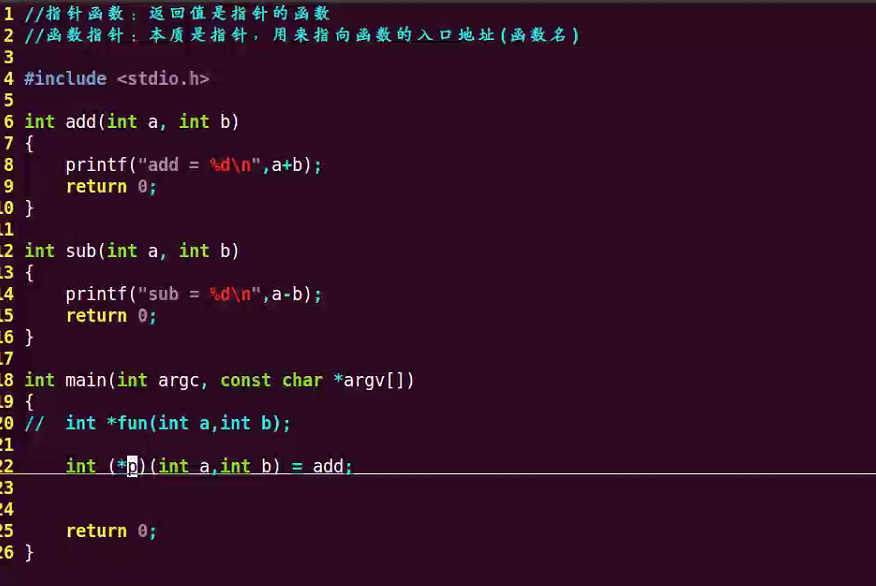 1 //指针函数：返回值是指针的函数
2 //函数指针：本质是指针，用来指向函数的入口地址(函数名)
3
4 #include <stdio.h>
5
6 int add(int a, int b)
7 {
8     printf("add = %d\n",a+b);
9     return 0;
10 }
11
12 int sub(int a, int b)
13 {
14     printf("sub = %d\n",a-b);
15     return 0;
16 }
17
18 int main(int argc, const char *argv[])
19 {
20 //  int *fun(int a,int b);
21
22     int (*p)(int a,int b) = add;
23
24
25     return 0;
26 }